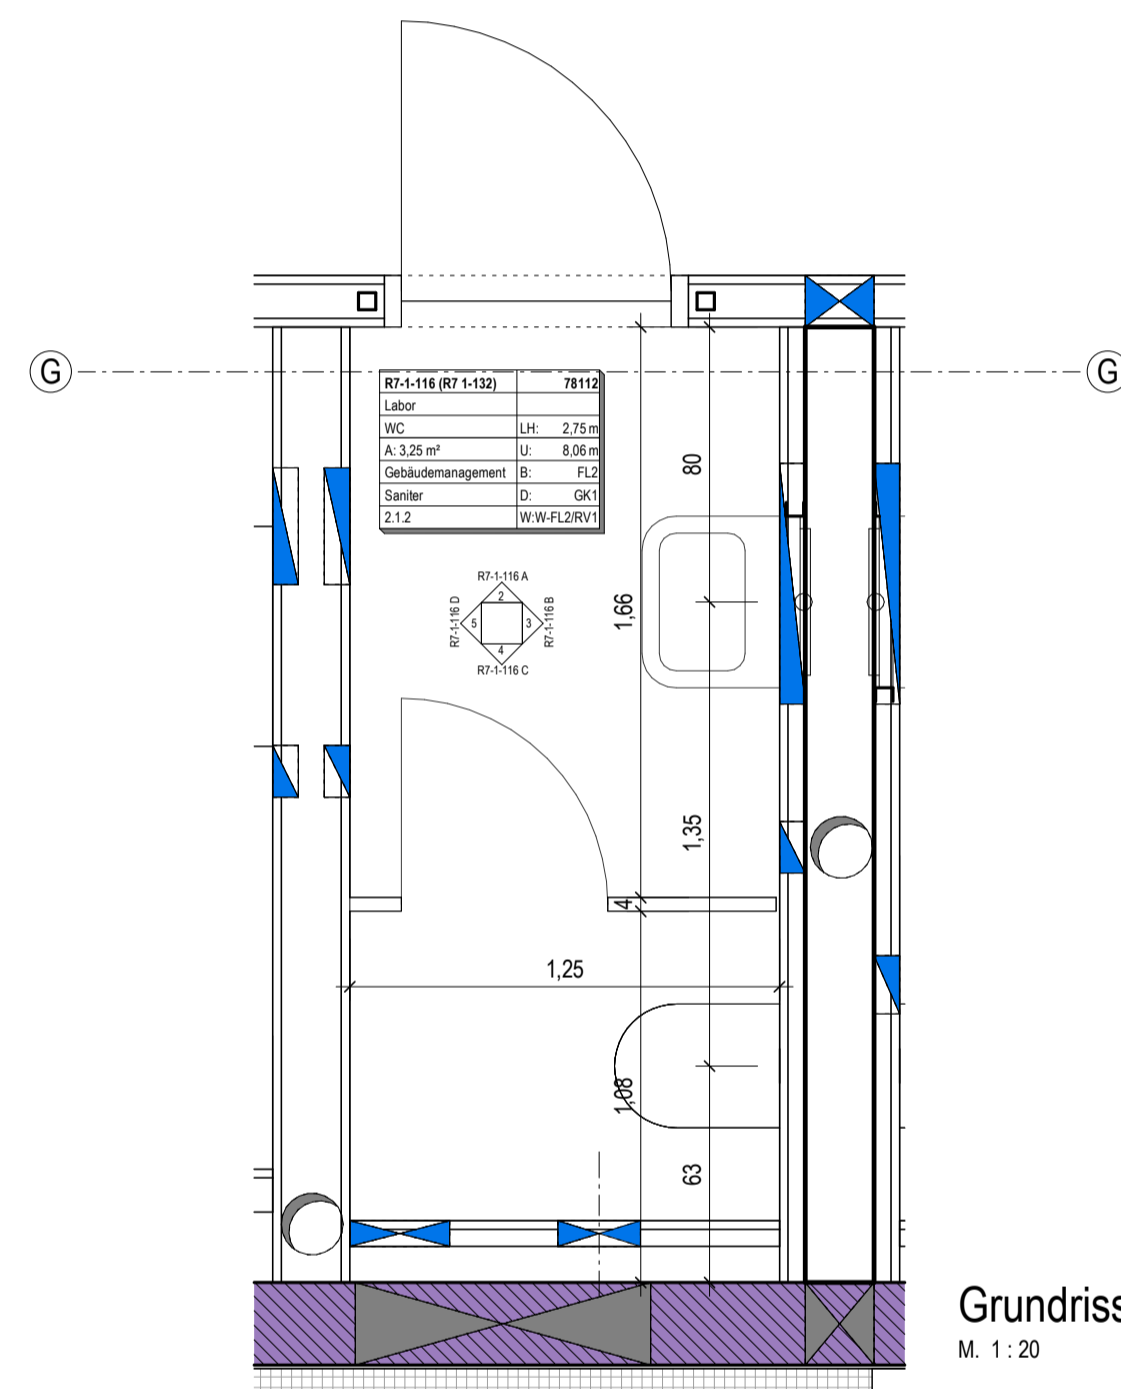 G
G
R7-1-116 (R7 1-132) 78112
Labor
WC LH: 2,75 m
A: 3,25 m² U: 8,06 m
Gebäudemanagement B: FL2
Saniter D: GK1
2.1.2 W:W-FL2/RV1
80
R7-1-116 A
2
R7-1-116 D
5
3
R7-1-116 B
4
R7-1-116 C
1,66
1,35
4
1,25
1,08
63
Grundriss
M. 1 : 20